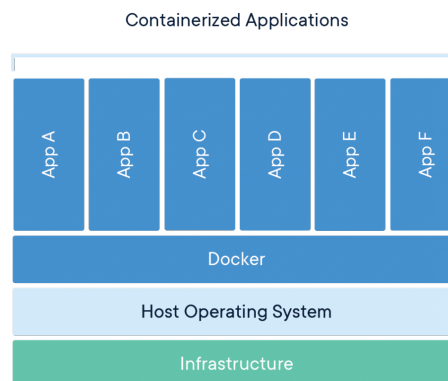 Containerized Applications
App A
App B
App C
App D
App E
App F
Docker
Host Operating System
Infrastructure